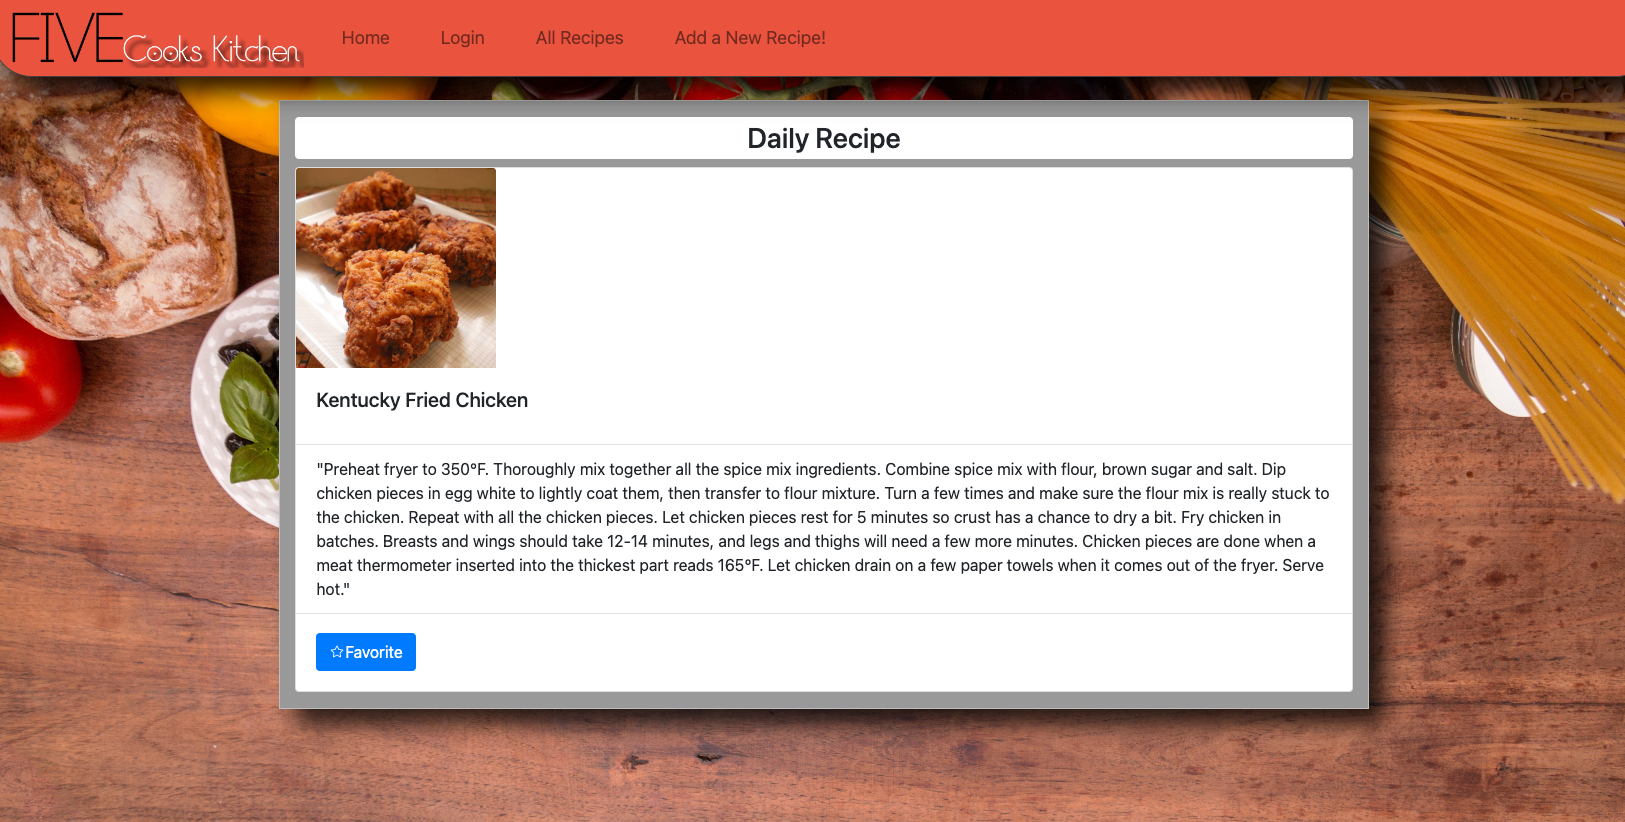 FIVE Cooks Kitchen Home Login All Recipes Add a New Recipe!
Daily Recipe
Kentucky Fried Chicken
"Preheat fryer to 350°F. Thoroughly mix together all the spice mix ingredients. Combine spice mix with flour, brown sugar and salt. Dip
chicken pieces in egg white to lightly coat them, then transfer to flour mixture. Turn a few times and make sure the flour mix is really stuck to
the chicken. Repeat with all the chicken pieces. Let chicken pieces rest for 5 minutes so crust has a chance to dry a bit. Fry chicken in
batches. Breasts and wings should take 12-14 minutes, and legs and thighs will need a few more minutes. Chicken pieces are done when a
meat thermometer inserted into the thickest part reads 165°F. Let chicken drain on a few paper towels when it comes out of the fryer. Serve
hot."
Favorite